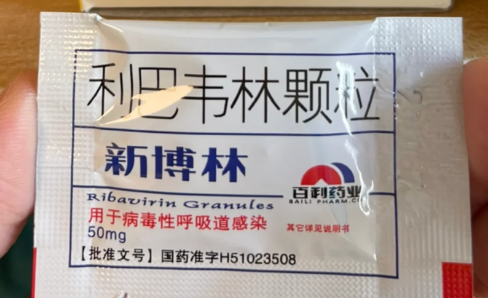 利巴韦林颗粒
新博林
Ribavirin Granules
百利药业
BAILI PHARM.
用于病毒性呼吸道感染
其它详见说明书
50mg
【批准文号】国药准字H51023508